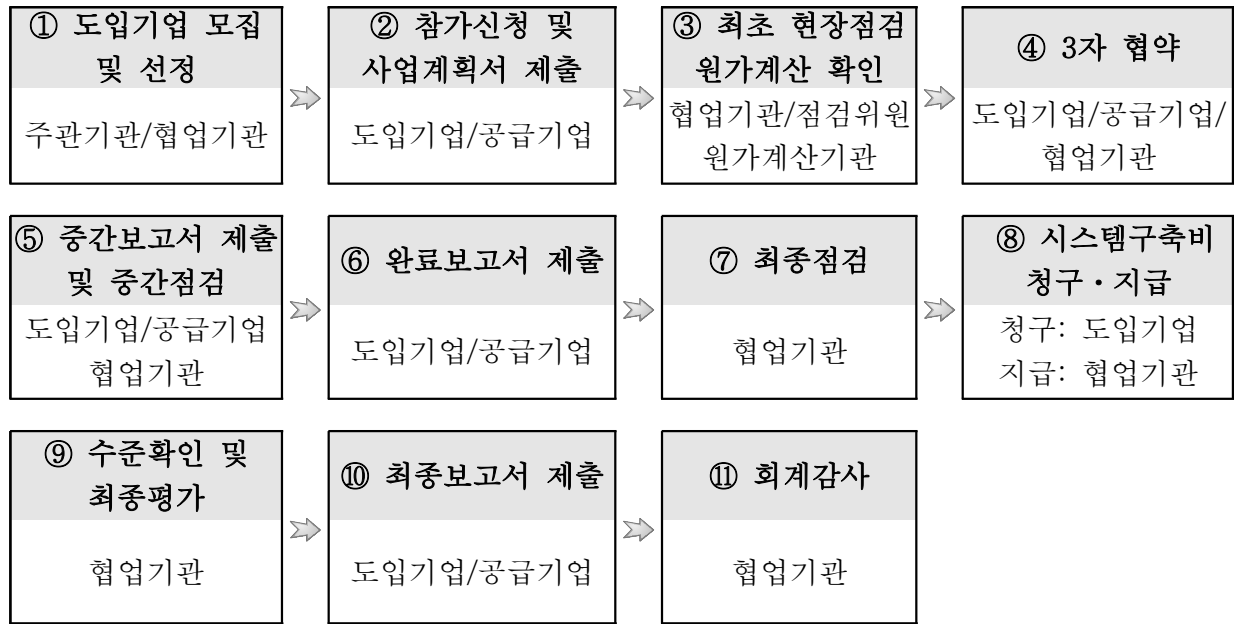 ① 도입기업 모집
및 선정
주관기관/협업기관
② 참가신청 및
사업계획서 제출
도입기업/공급기업
③ 최초 현장점검
원가계산 확인
협업기관/점검위원
원가계산기관
④ 3자 협약
도입기업/공급기업/
협업기관
⑤ 중간보고서 제출
및 중간점검
도입기업/공급기업
협업기관
⑥ 완료보고서 제출
도입기업/공급기업
⑦ 최종점검
협업기관
⑧ 시스템구축비
청구・지급
청구: 도입기업
지급: 협업기관
⑨ 수준확인 및
최종평가
협업기관
⑩ 최종보고서 제출
도입기업/공급기업
⑪ 회계감사
협업기관